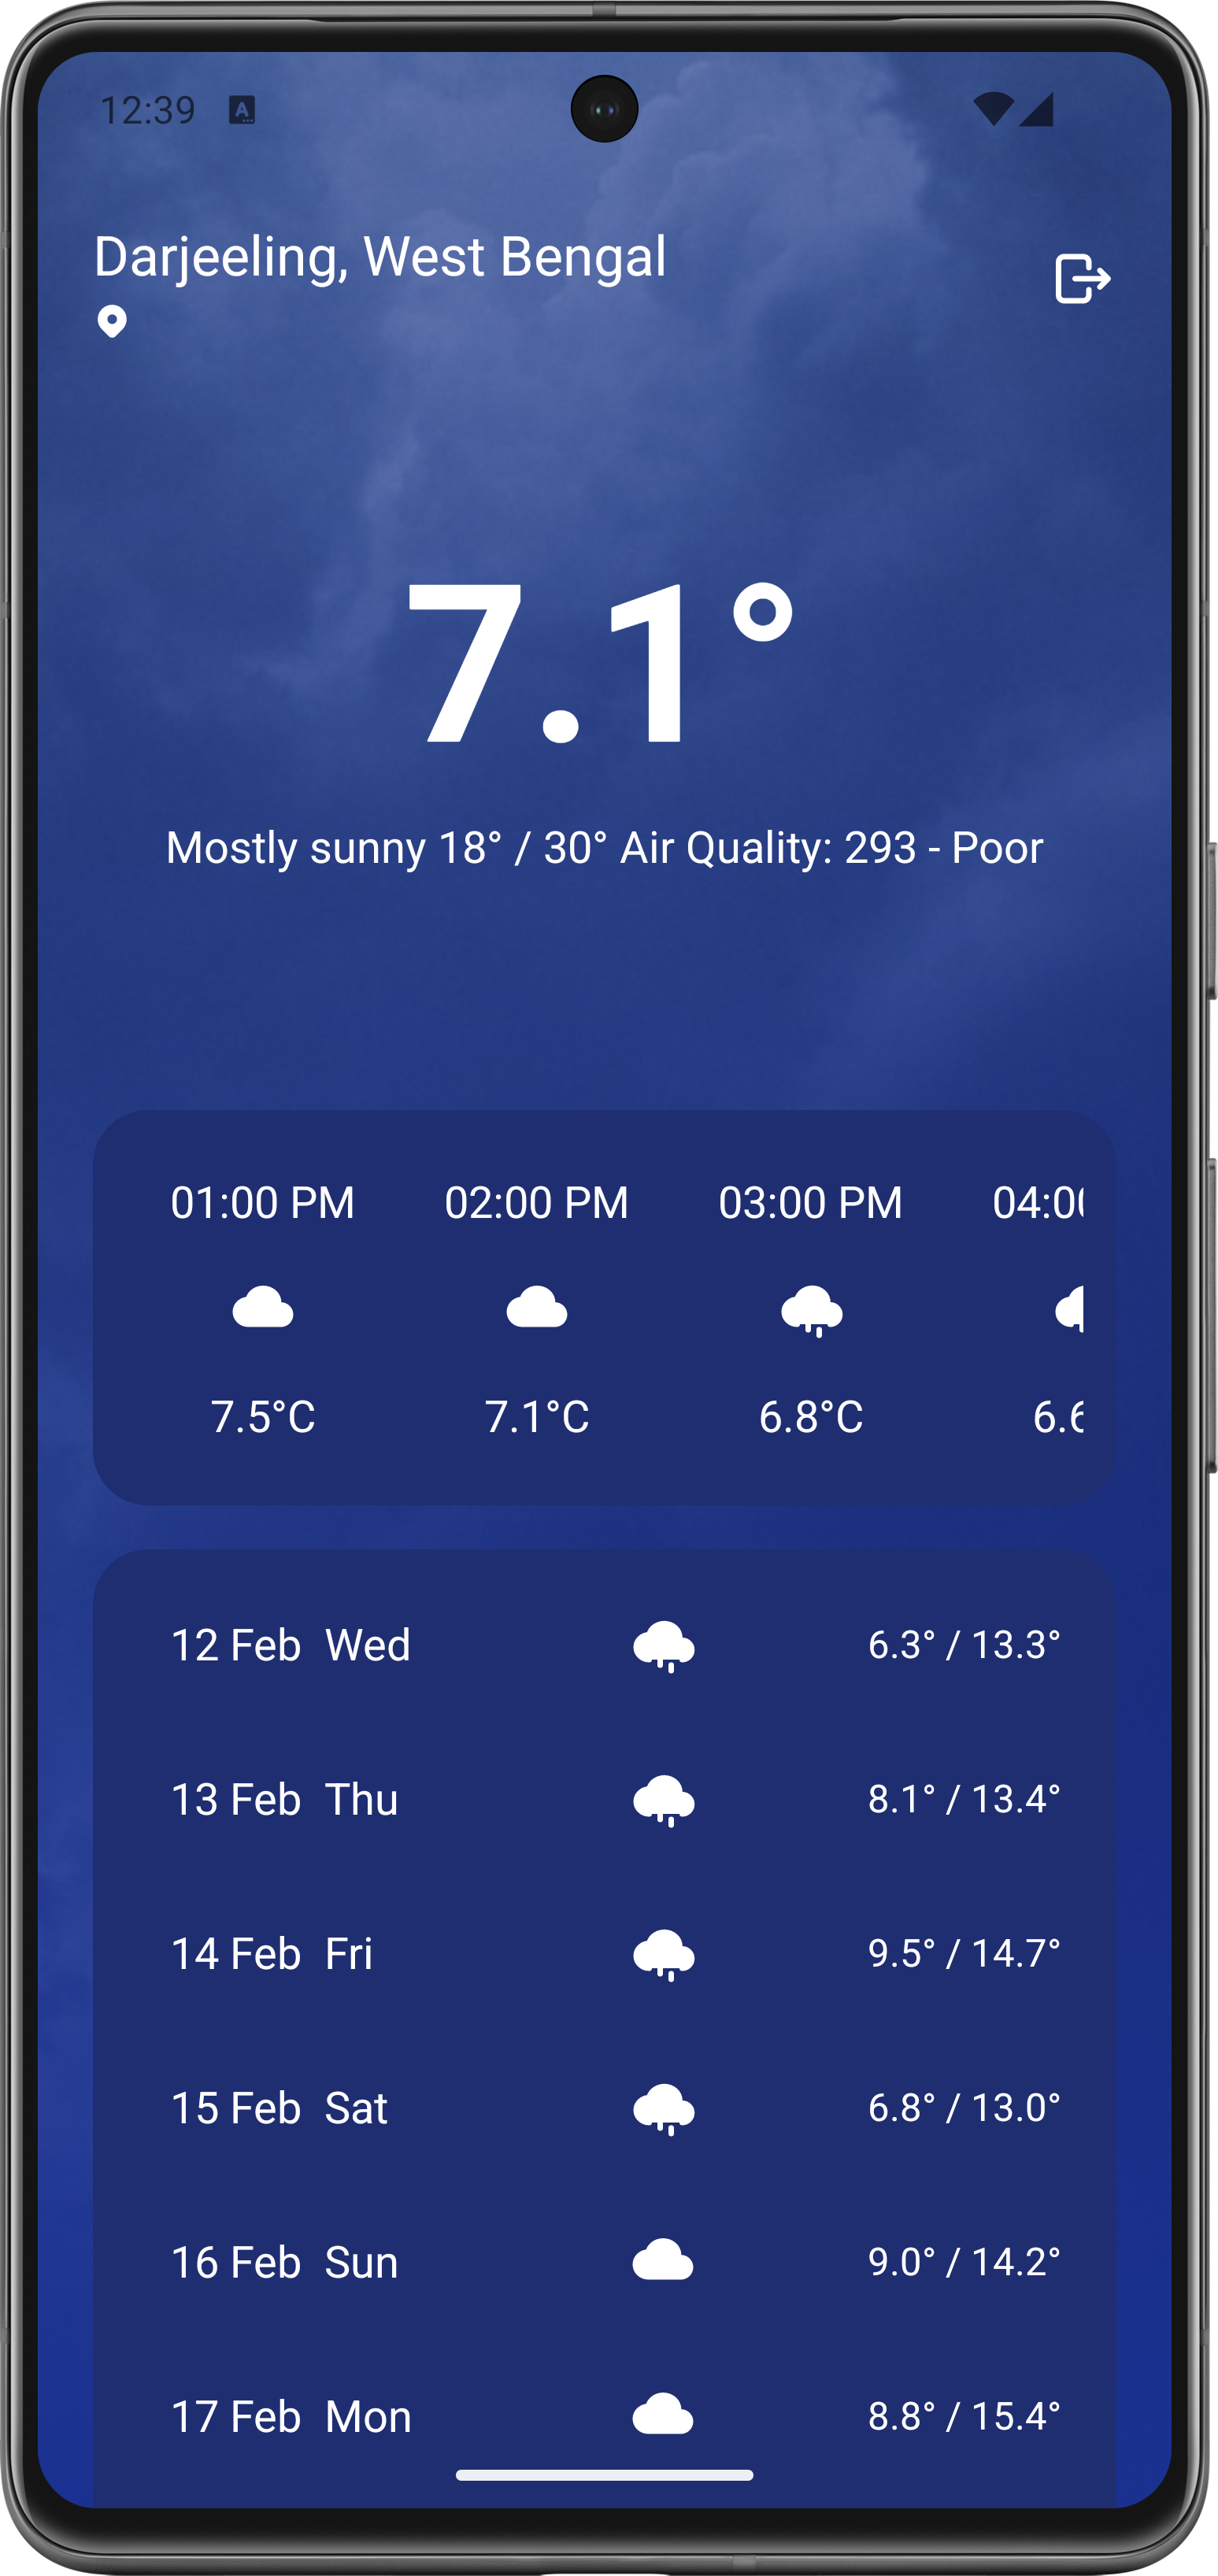 12:39
Darjeeling, West Bengal
7.1°
Mostly sunny 18° / 30° Air Quality: 293 - Poor
01:00 PM 02:00 PM 03:00 PM 04:00
7.5°C 7.1°C 6.8°C 6.6
12 Feb Wed 6.3° / 13.3°
13 Feb Thu 8.1° / 13.4°
14 Feb Fri 9.5° / 14.7°
15 Feb Sat 6.8° / 13.0°
16 Feb Sun 9.0° / 14.2°
17 Feb Mon 8.8° / 15.4°